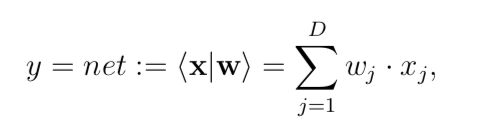 y = net := ⟨x|w⟩ = ∑_{j=1}^{D} w_j · x_j,